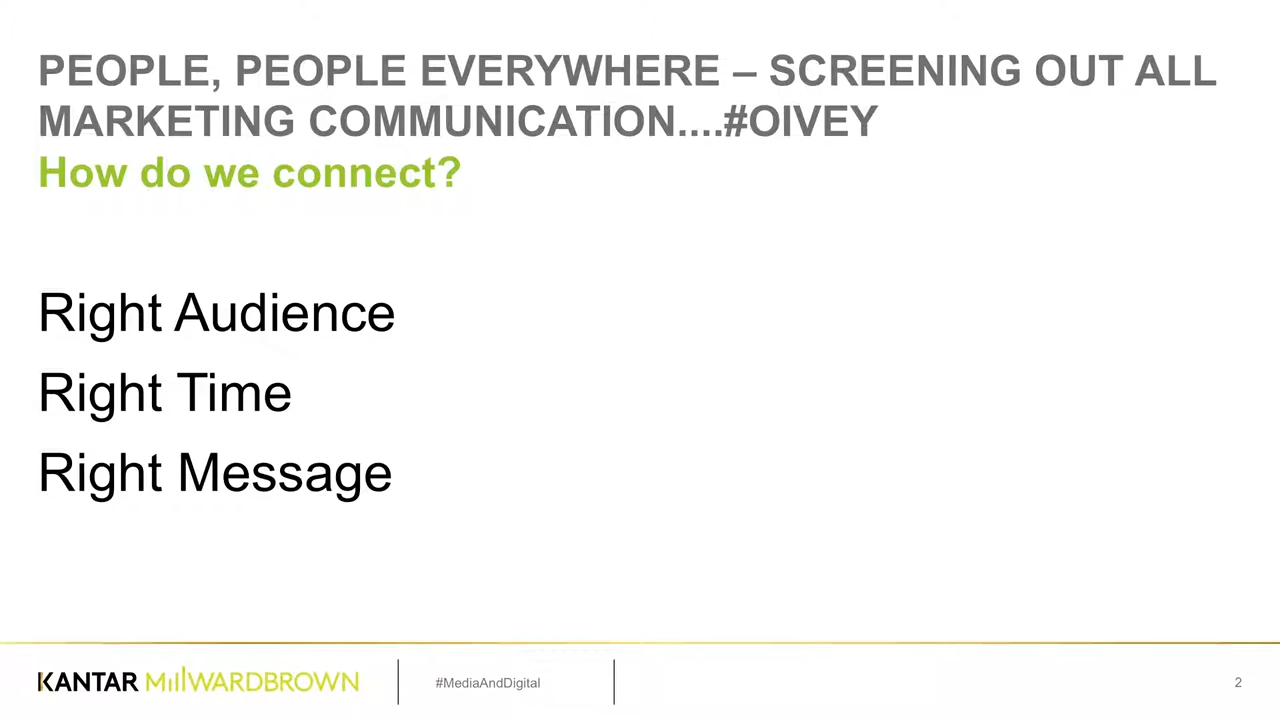 PEOPLE, PEOPLE EVERYWHERE – SCREENING OUT ALL
MARKETING COMMUNICATION....#OIVEY
How do we connect?
Right Audience
Right Time
Right Message
KANTAR MillWARDBROWN
#MediaAndDigital
2